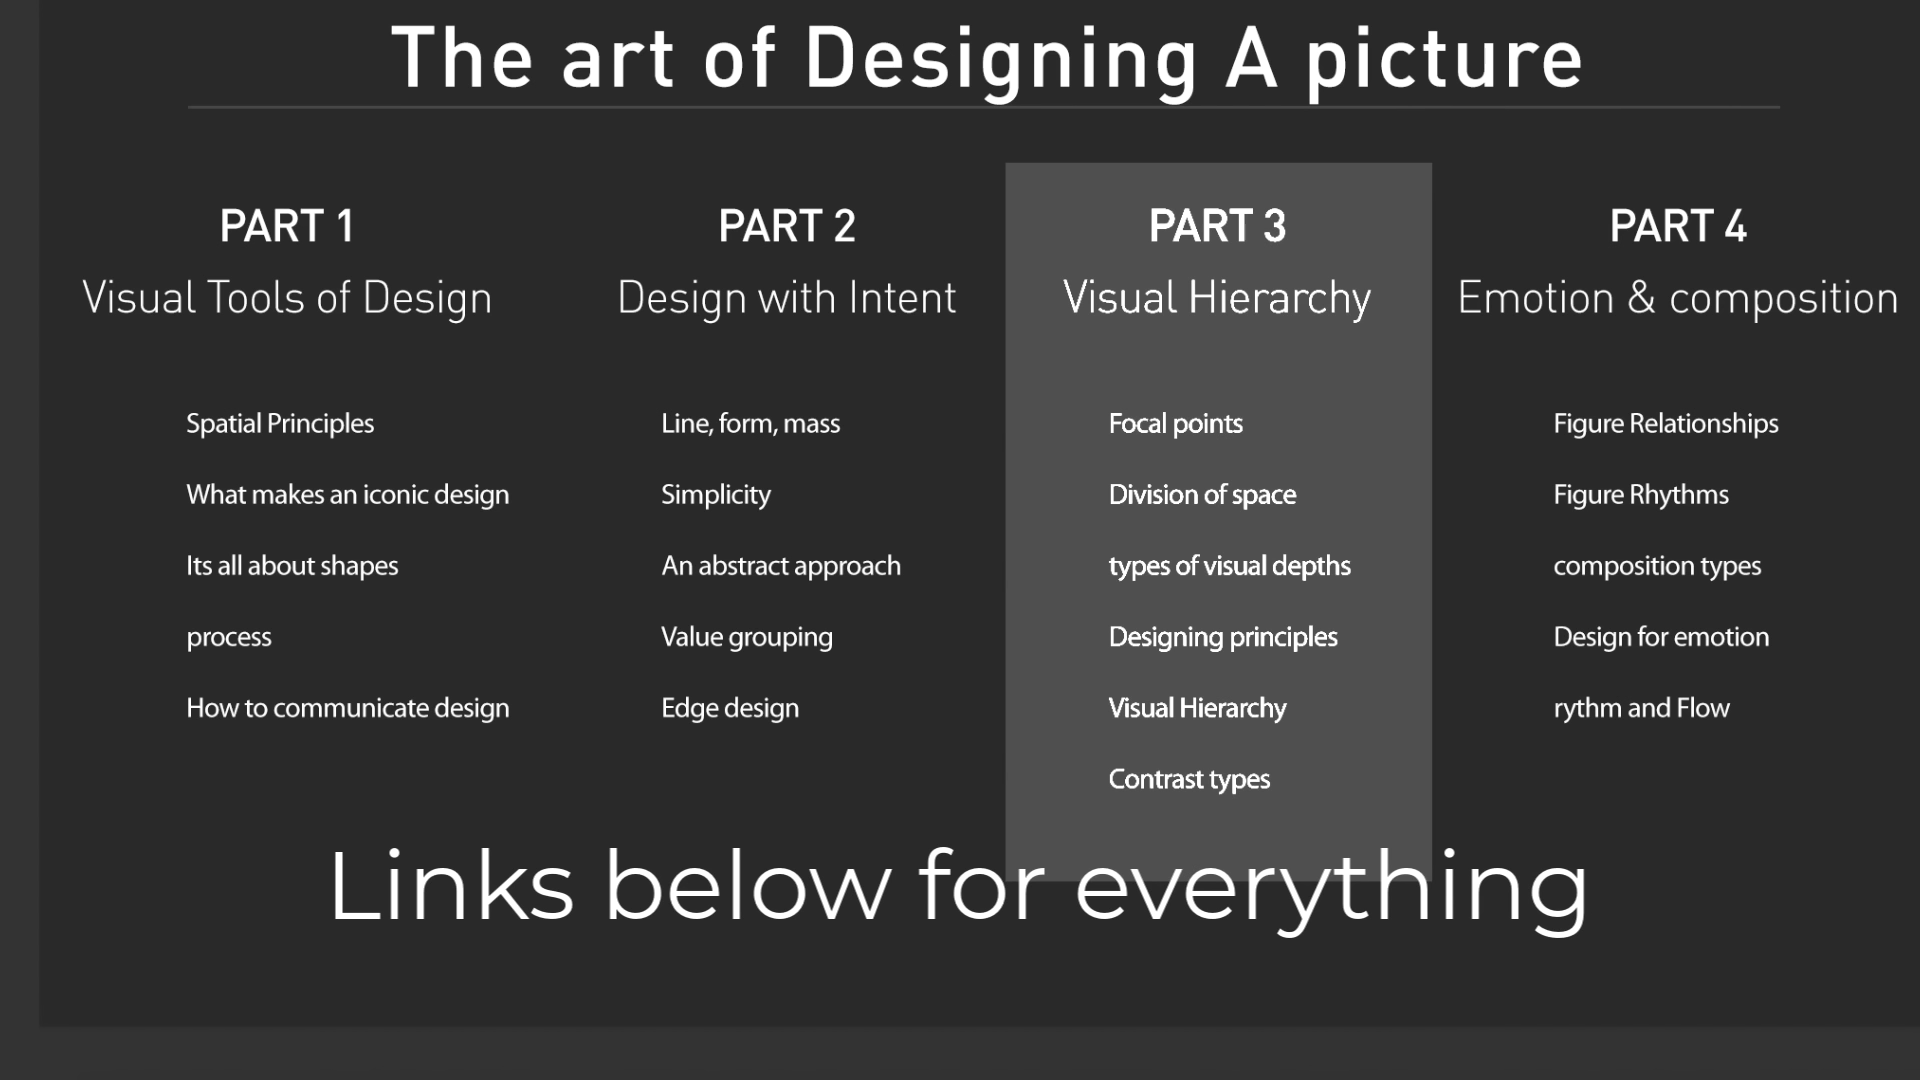 The art of Designing A picture
PART 1
Visual Tools of Design
Spatial Principles
What makes an iconic design
Its all about shapes
process
How to communicate design
PART 2
Design with Intent
Line, form, mass
Simplicity
An abstract approach
Value grouping
Edge design
PART 3
Visual Hierarchy
Focal points
Division of space
types of visual depths
Designing principles
Visual Hierarchy
Contrast types
PART 4
Emotion & composition
Figure Relationships
Figure Rhythms
composition types
Design for emotion
rythm and Flow
Links below for everything